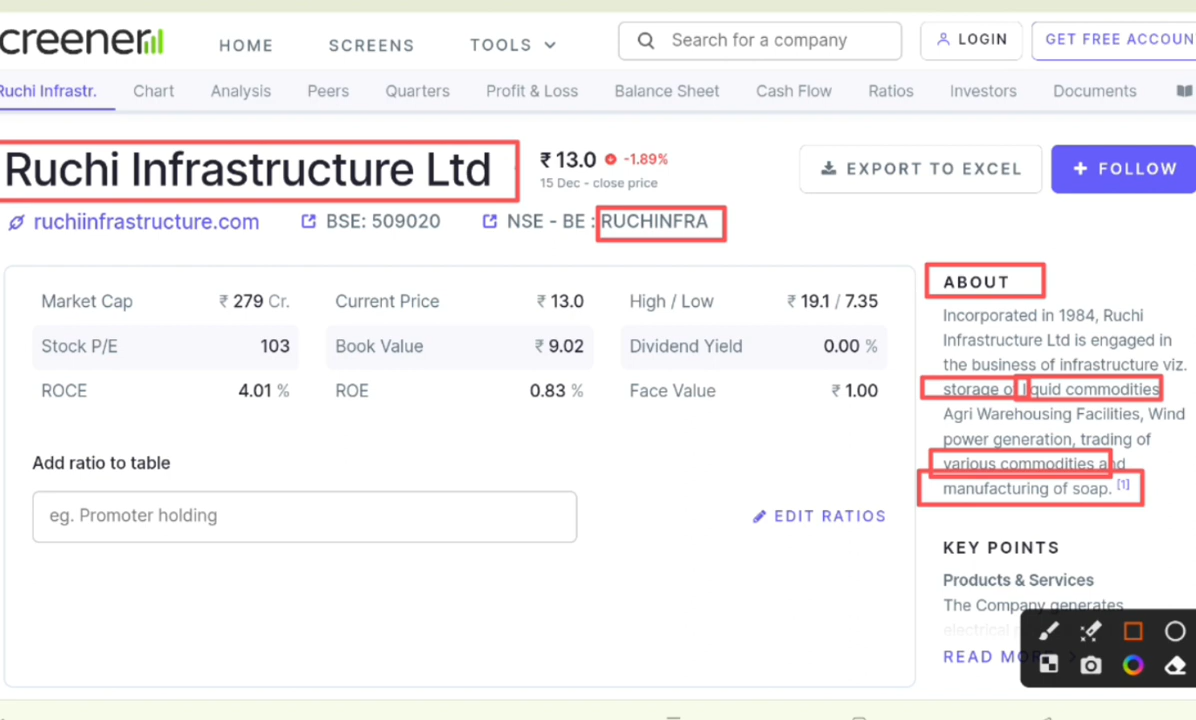 creener
HOME SCREENS TOOLS Search for a company LOGIN GET FREE ACCOUN
Ruchi Infrastr. Chart Analysis Peers Quarters Profit & Loss Balance Sheet Cash Flow Ratios Investors Documents
Ruchi Infrastructure Ltd
₹ 13.0 -1.89%
15 Dec - close price
EXPORT TO EXCEL
+ FOLLOW
ruchiinfrastructure.com BSE: 509020 NSE - BE : RUCHINFRA
Market Cap ₹ 279 Cr. Current Price ₹ 13.0 High / Low ₹ 19.1 / 7.35
Stock P/E 103 Book Value ₹ 9.02 Dividend Yield 0.00 %
ROCE 4.01 % ROE 0.83 % Face Value ₹ 1.00
Add ratio to table
eg. Promoter holding
EDIT RATIOS
ABOUT
Incorporated in 1984, Ruchi
Infrastructure Ltd is engaged in
the business of infrastructure viz.
storage of liquid commodities
Agri Warehousing Facilities, Wind
power generation, trading of
various commodities and
manufacturing of soap. [1]
KEY POINTS
Products & Services
The Company generates
electrical
READ MORE